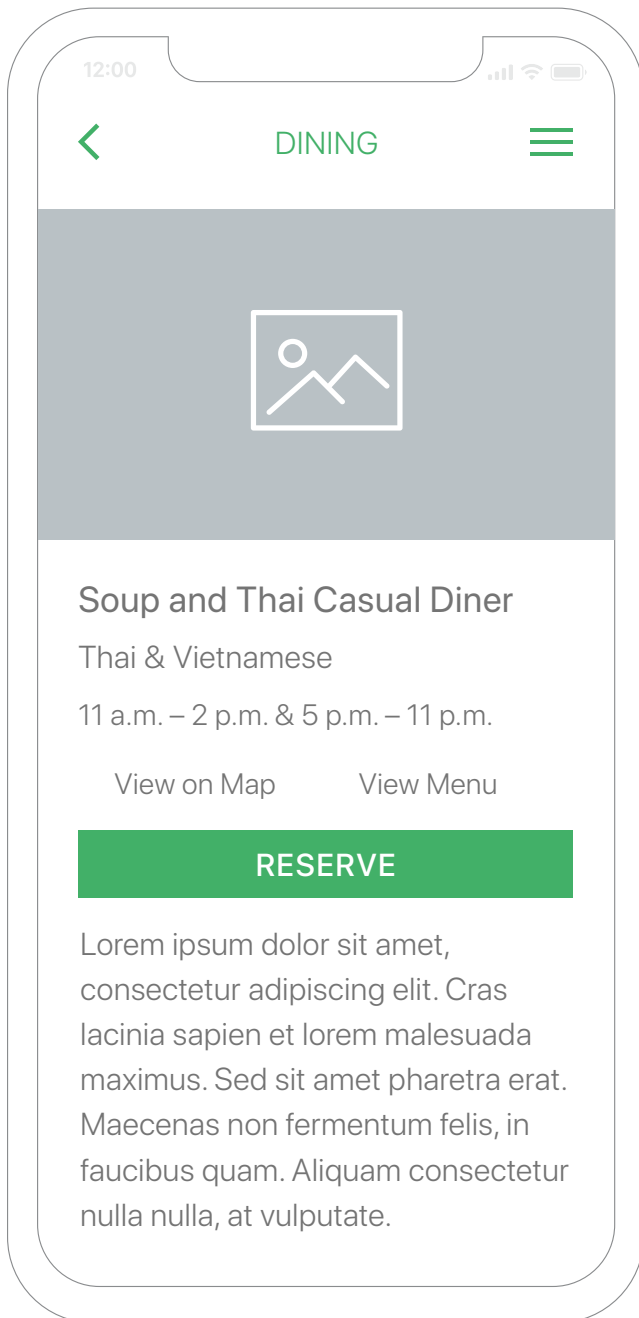 12:00
DINING
Soup and Thai Casual Diner
Thai & Vietnamese
11 a.m. – 2 p.m. & 5 p.m. – 11 p.m.
View on Map View Menu
RESERVE
Lorem ipsum dolor sit amet,
consectetur adipiscing elit. Cras
lacinia sapien et lorem malesuada
maximus. Sed sit amet pharetra erat.
Maecenas non fermentum felis, in
faucibus quam. Aliquam consectetur
nulla nulla, at vulputate.